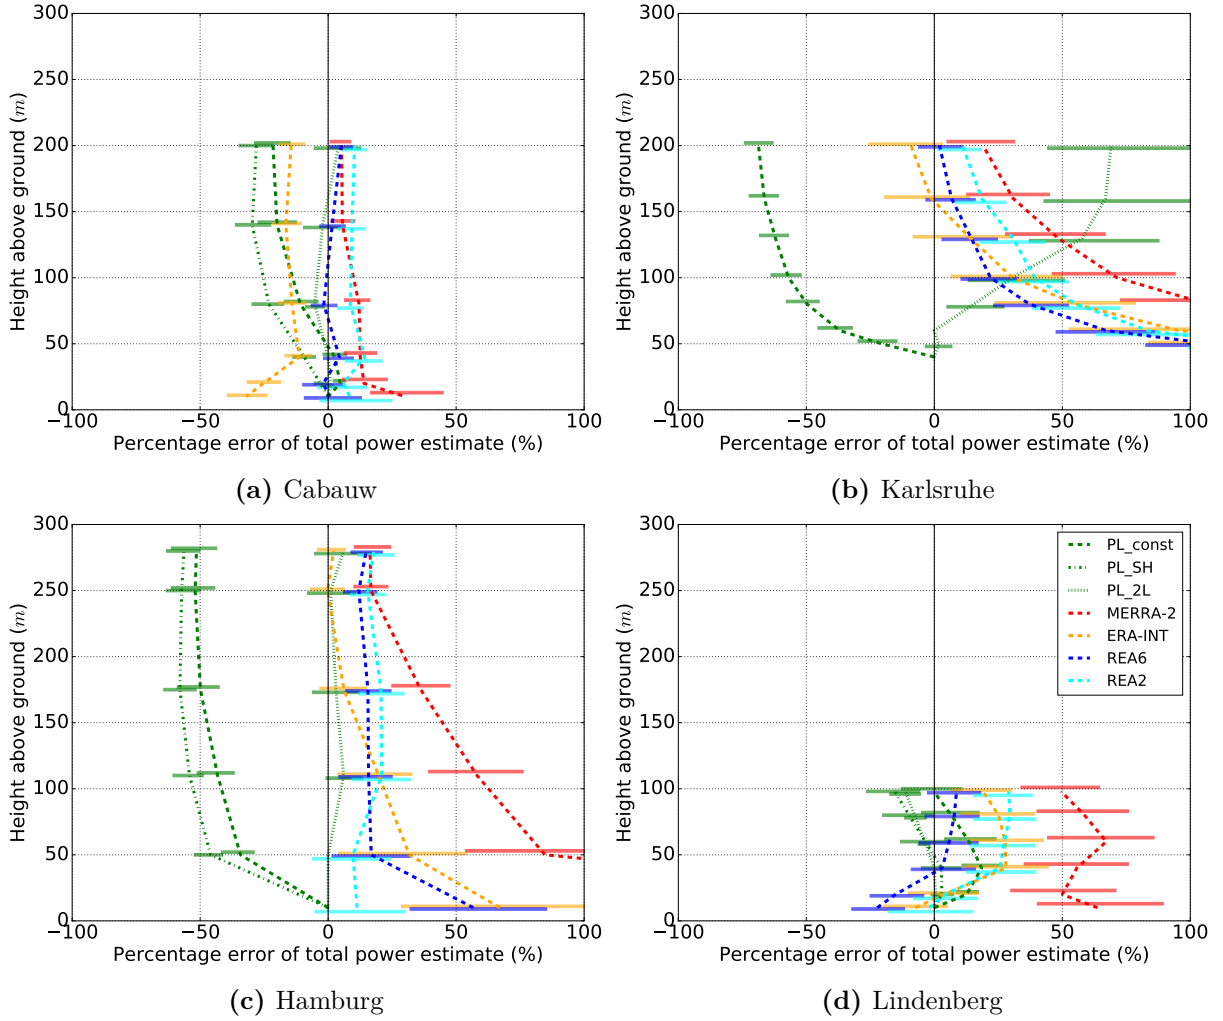 300
250
200
150
100
50
0
Height above ground (m)
−100 −50 0 50 100
Percentage error of total power estimate (%)
(a) Cabauw
300
250
200
150
100
50
0
Height above ground (m)
−100 −50 0 50 100
Percentage error of total power estimate (%)
(b) Karlsruhe
300
250
200
150
100
50
0
Height above ground (m)
−100 −50 0 50 100
Percentage error of total power estimate (%)
(c) Hamburg
300
250
200
150
100
50
0
Height above ground (m)
PL_const
PL_SH
PL_2L
MERRA-2
ERA-INT
REA6
REA2
−100 −50 0 50 100
Percentage error of total power estimate (%)
(d) Lindenberg